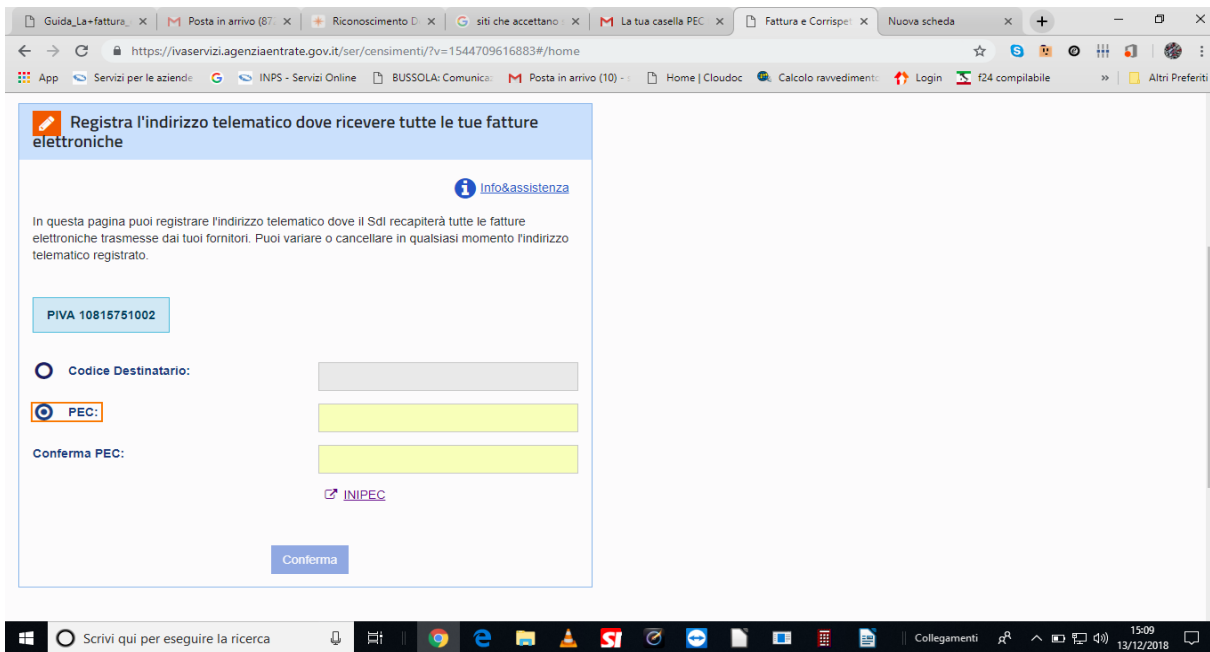 Guida_La+fattura_
Posta in arrivo (87
Riconoscimento D
siti che accettano
La tua casella PEC
Fattura e Corrispet
Nuova scheda
https://ivaservizi.agenziaentrate.gov.it/ser/censimenti/?v=1544709616883#/home
App
Servizi per le aziende
INPS - Servizi Online
BUSSOLA: Comunica
Posta in arrivo (10) -
Home | Cloudoc
Calcolo ravvedimento
Login
f24 compilabile
»
Altri Preferiti
Registra l'indirizzo telematico dove ricevere tutte le tue fatture
elettroniche
Info&assistenza
In questa pagina puoi registrare l'indirizzo telematico dove il SdI recapiterà tutte le fatture
elettroniche trasmesse dai tuoi fornitori. Puoi variare o cancellare in qualsiasi momento l'indirizzo
telematico registrato.
PIVA 10815751002
Codice Destinatario:
PEC:
Conferma PEC:
INIPEC
Conferma
Scrivi qui per eseguire la ricerca
Collegamenti
15:09
13/12/2018